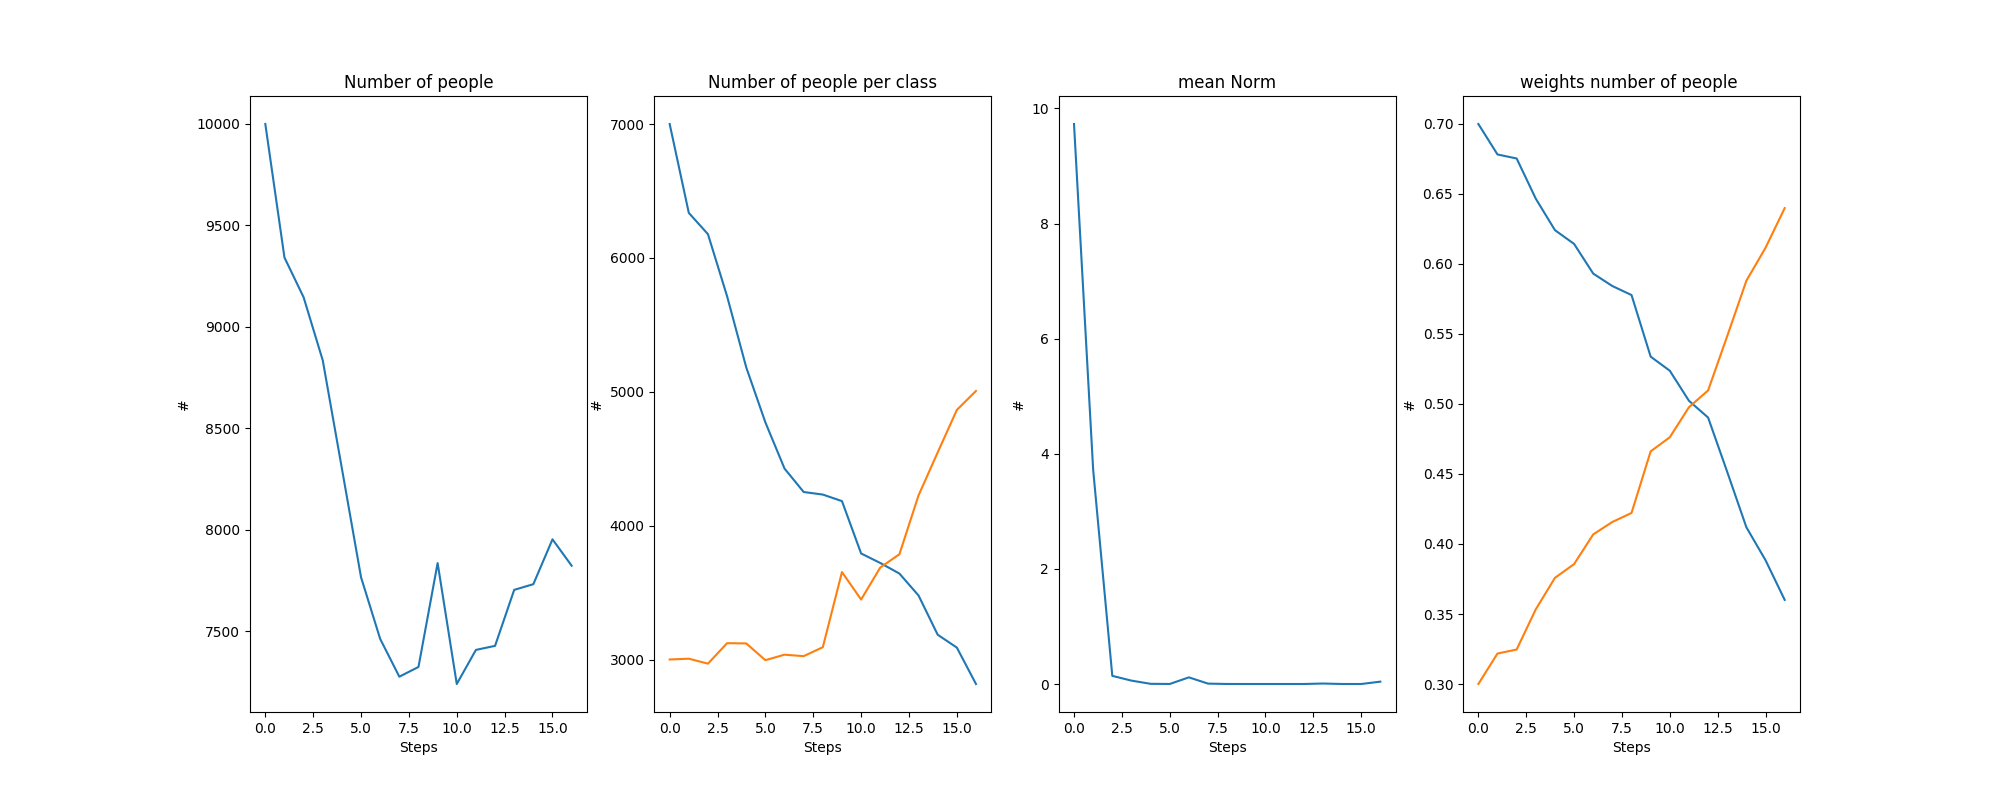 Number of people
10000
9500
9000
8500
8000
7500
#
0.0 2.5 5.0 7.5 10.0 12.5 15.0
Steps
Number of people per class
7000
6000
5000
4000
3000
#
0.0 2.5 5.0 7.5 10.0 12.5 15.0
Steps
mean Norm
10
8
6
4
2
0
#
0.0 2.5 5.0 7.5 10.0 12.5 15.0
Steps
weights number of people
0.70
0.65
0.60
0.55
0.50
0.45
0.40
0.35
0.30
#
0.0 2.5 5.0 7.5 10.0 12.5 15.0
Steps